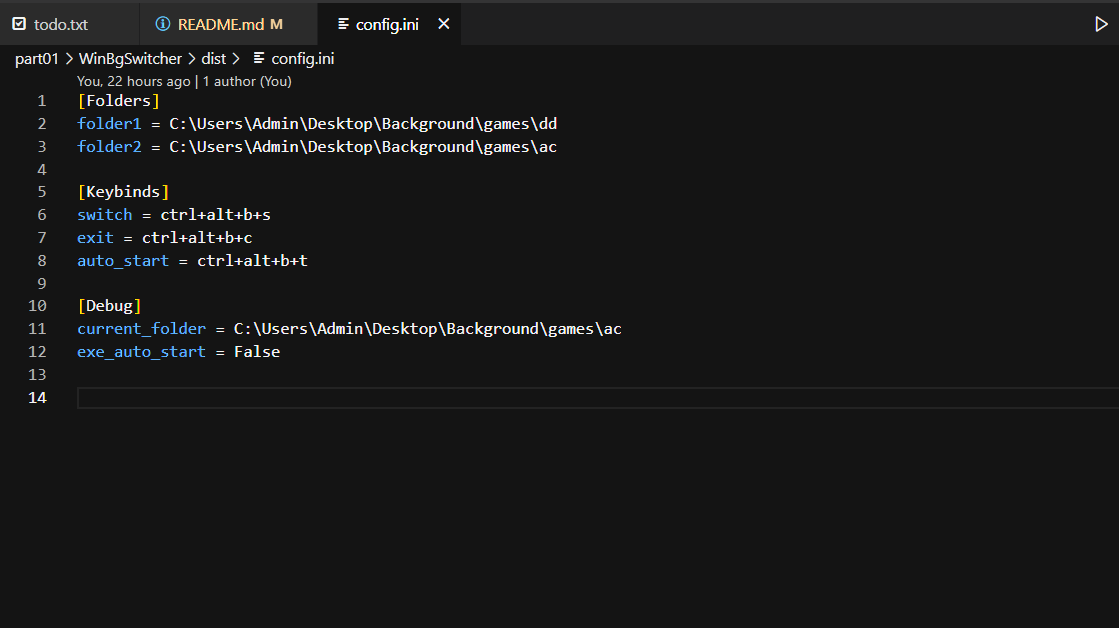 todo.txt README.md M config.ini
part01 > WinBgSwitcher > dist > config.ini
You, 22 hours ago | 1 author (You)
1 [Folders]
2 folder1 = C:\Users\Admin\Desktop\Background\games\dd
3 folder2 = C:\Users\Admin\Desktop\Background\games\ac
4
5 [Keybinds]
6 switch = ctrl+alt+b+s
7 exit = ctrl+alt+b+c
8 auto_start = ctrl+alt+b+t
9
10 [Debug]
11 current_folder = C:\Users\Admin\Desktop\Background\games\ac
12 exe_auto_start = False
13
14